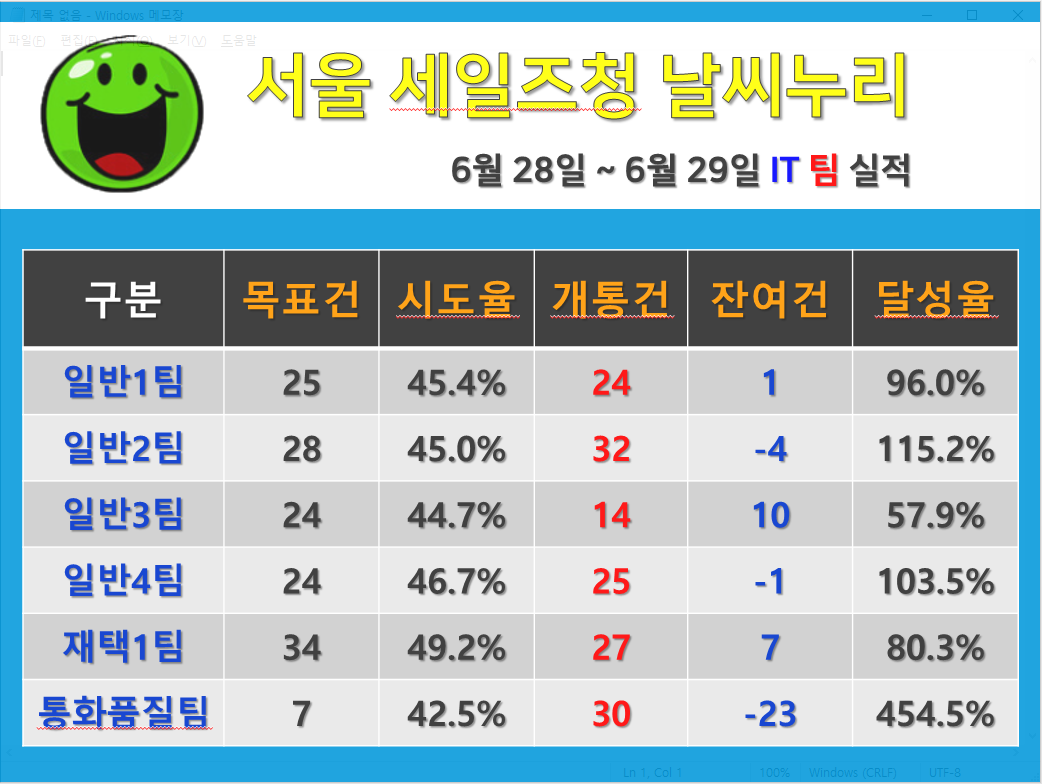 제목 없음 - Windows 메모장
파일(F) 편집(E) 서식(O) 보기(V) 도움말
서울 세일즈청 날씨누리
6월 28일 ~ 6월 29일 IT 팀 실적
구분 목표건 시도율 개통건 잔여건 달성율
일반1팀 25 45.4% 24 1 96.0%
일반2팀 28 45.0% 32 -4 115.2%
일반3팀 24 44.7% 14 10 57.9%
일반4팀 24 46.7% 25 -1 103.5%
재택1팀 34 49.2% 27 7 80.3%
통화품질팀 7 42.5% 30 -23 454.5%
Ln 1, Col 1 100% Windows (CRLF) UTF-8